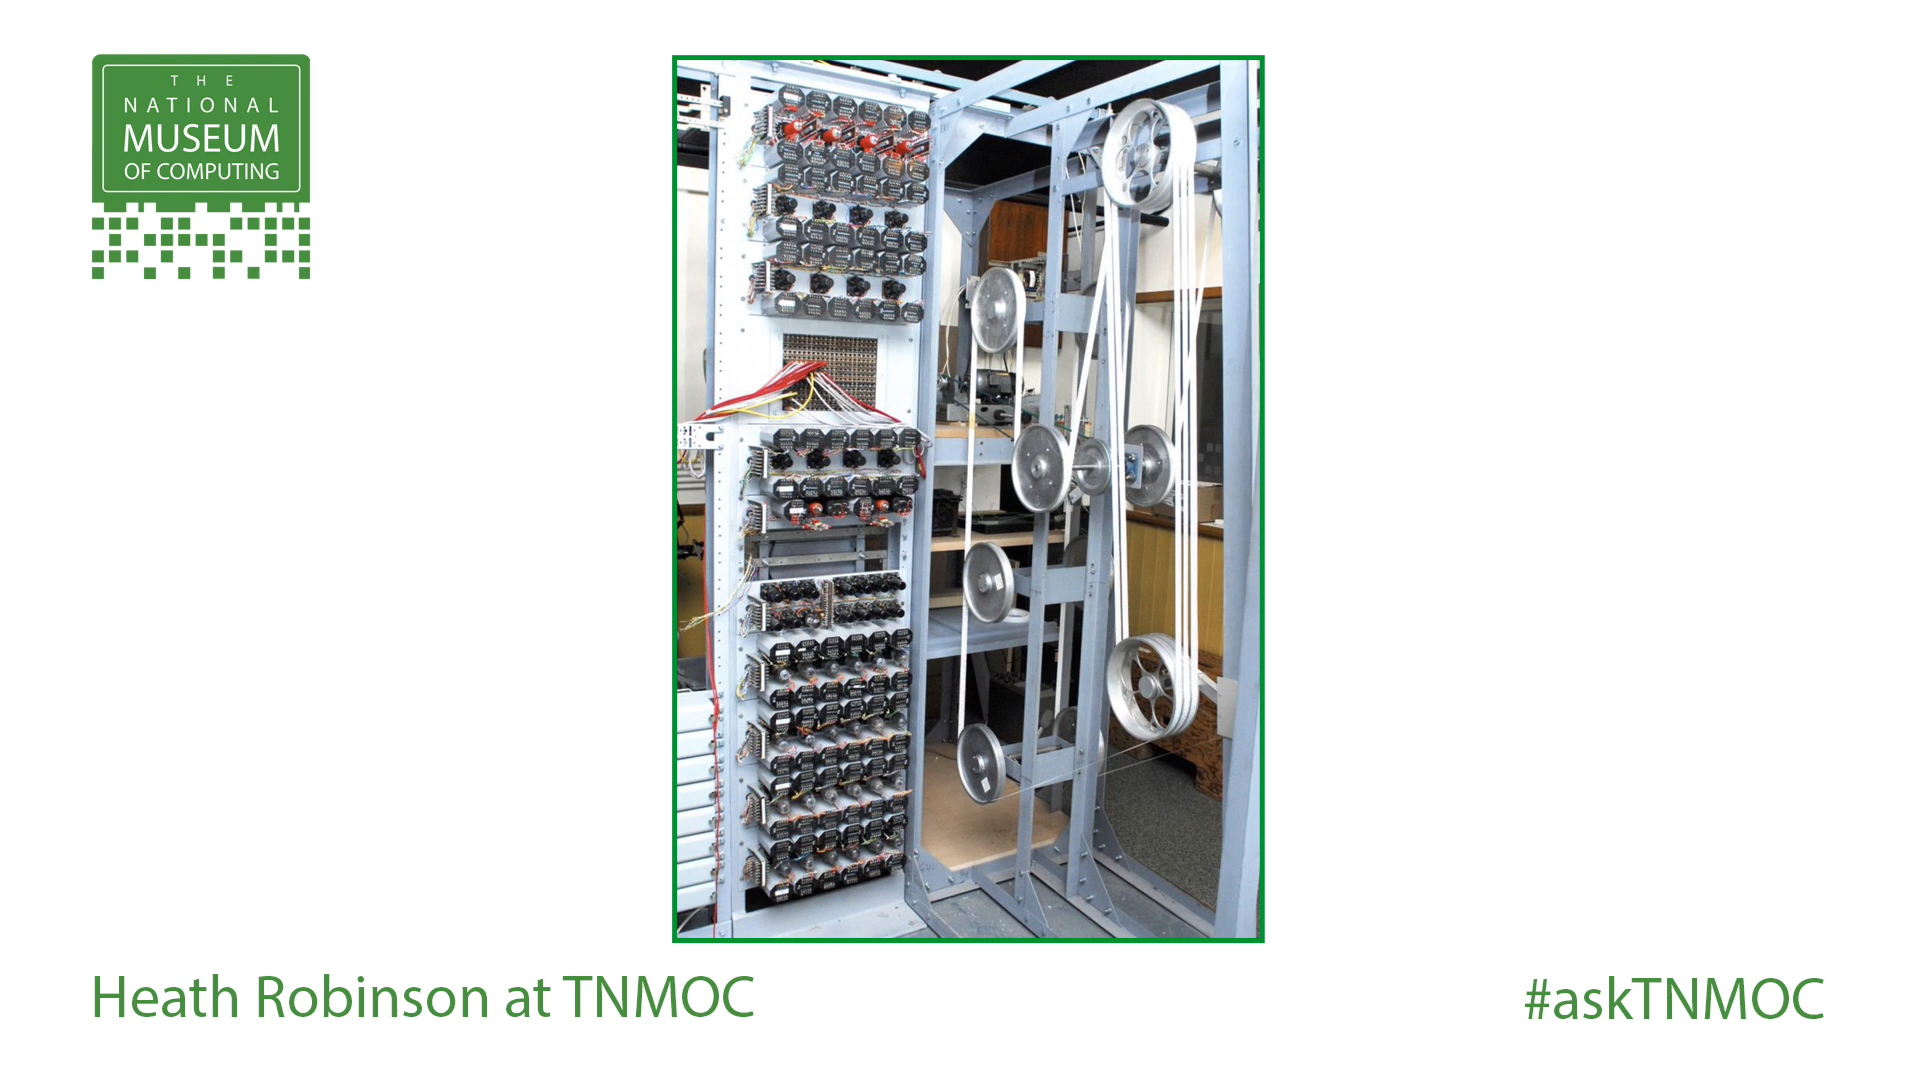 THE
NATIONAL
MUSEUM
OF COMPUTING
Heath Robinson at TNMOC
#askTNMOC